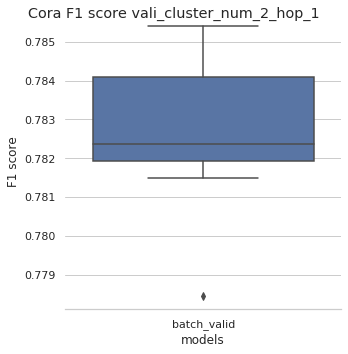 Cora F1 score vali_cluster_num_2_hop_1
0.785
0.784
0.783
0.782
0.781
0.780
0.779
F1 score
batch_valid
models